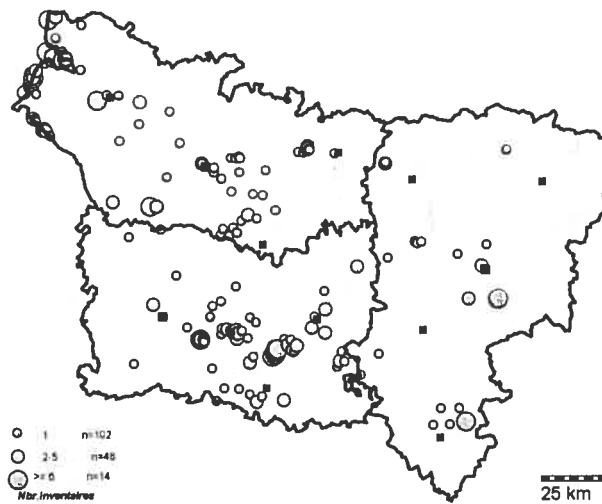 1 n=102
2-5 n=48
>= 6 n=14
Nbr.inventaires
25 km